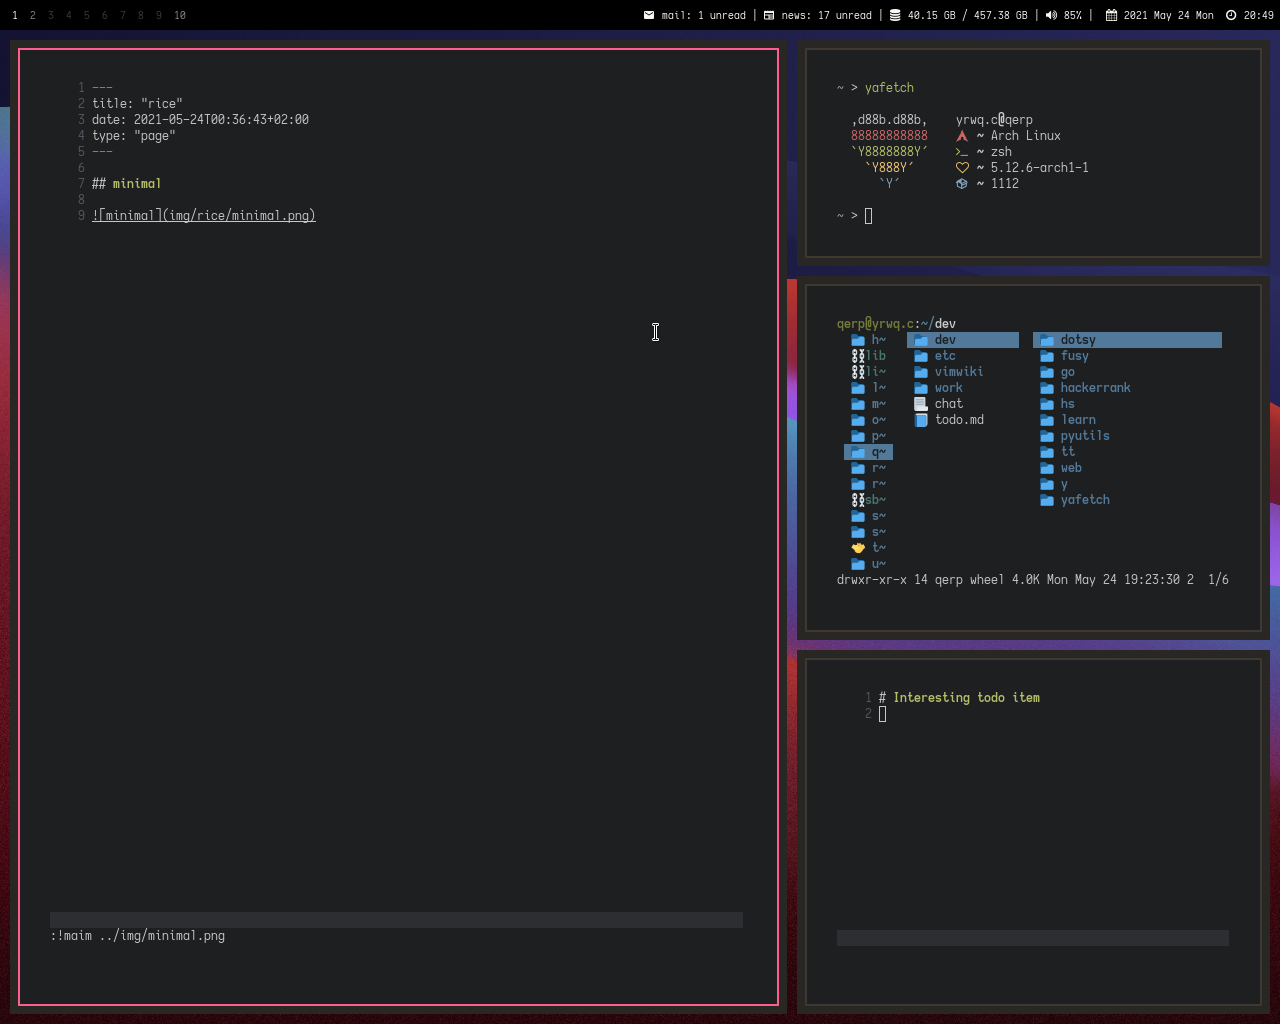 1 2 3 4 5 6 7 8 9 10 mail: 1 unread | news: 17 unread | 40.15 GB / 457.38 GB | 85% | 2021 May 24 Mon 20:49
1 ---
2 title: "rice"
3 date: 2021-05-24T00:36:43+02:00
4 type: "page"
5 ---
6
7 ## minimal
8
9 ![minimal](img/rice/minimal.png)
:!maim ../img/minimal.png
~ > yafetch
,d88b.d88b, yrwq.c@qerp
88888888888 ~ Arch Linux
`Y8888888Y´ ~ zsh
`Y888Y´ ~ 5.12.6-arch1-1
`Y´ ~ 1112
~ >
qerp@yrwq.c:~/dev
h~ dev dotsy
lib etc fusy
li~ vimwiki go
l~ work hackerrank
m~ chat hs
o~ todo.md learn
p~ pyutils
q~ tt
r~ web
r~ y
sb~ yafetch
s~
s~
t~
u~
drwxr-xr-x 14 qerp wheel 4.0K Mon May 24 19:23:30 2 1/6
1 # Interesting todo item
2